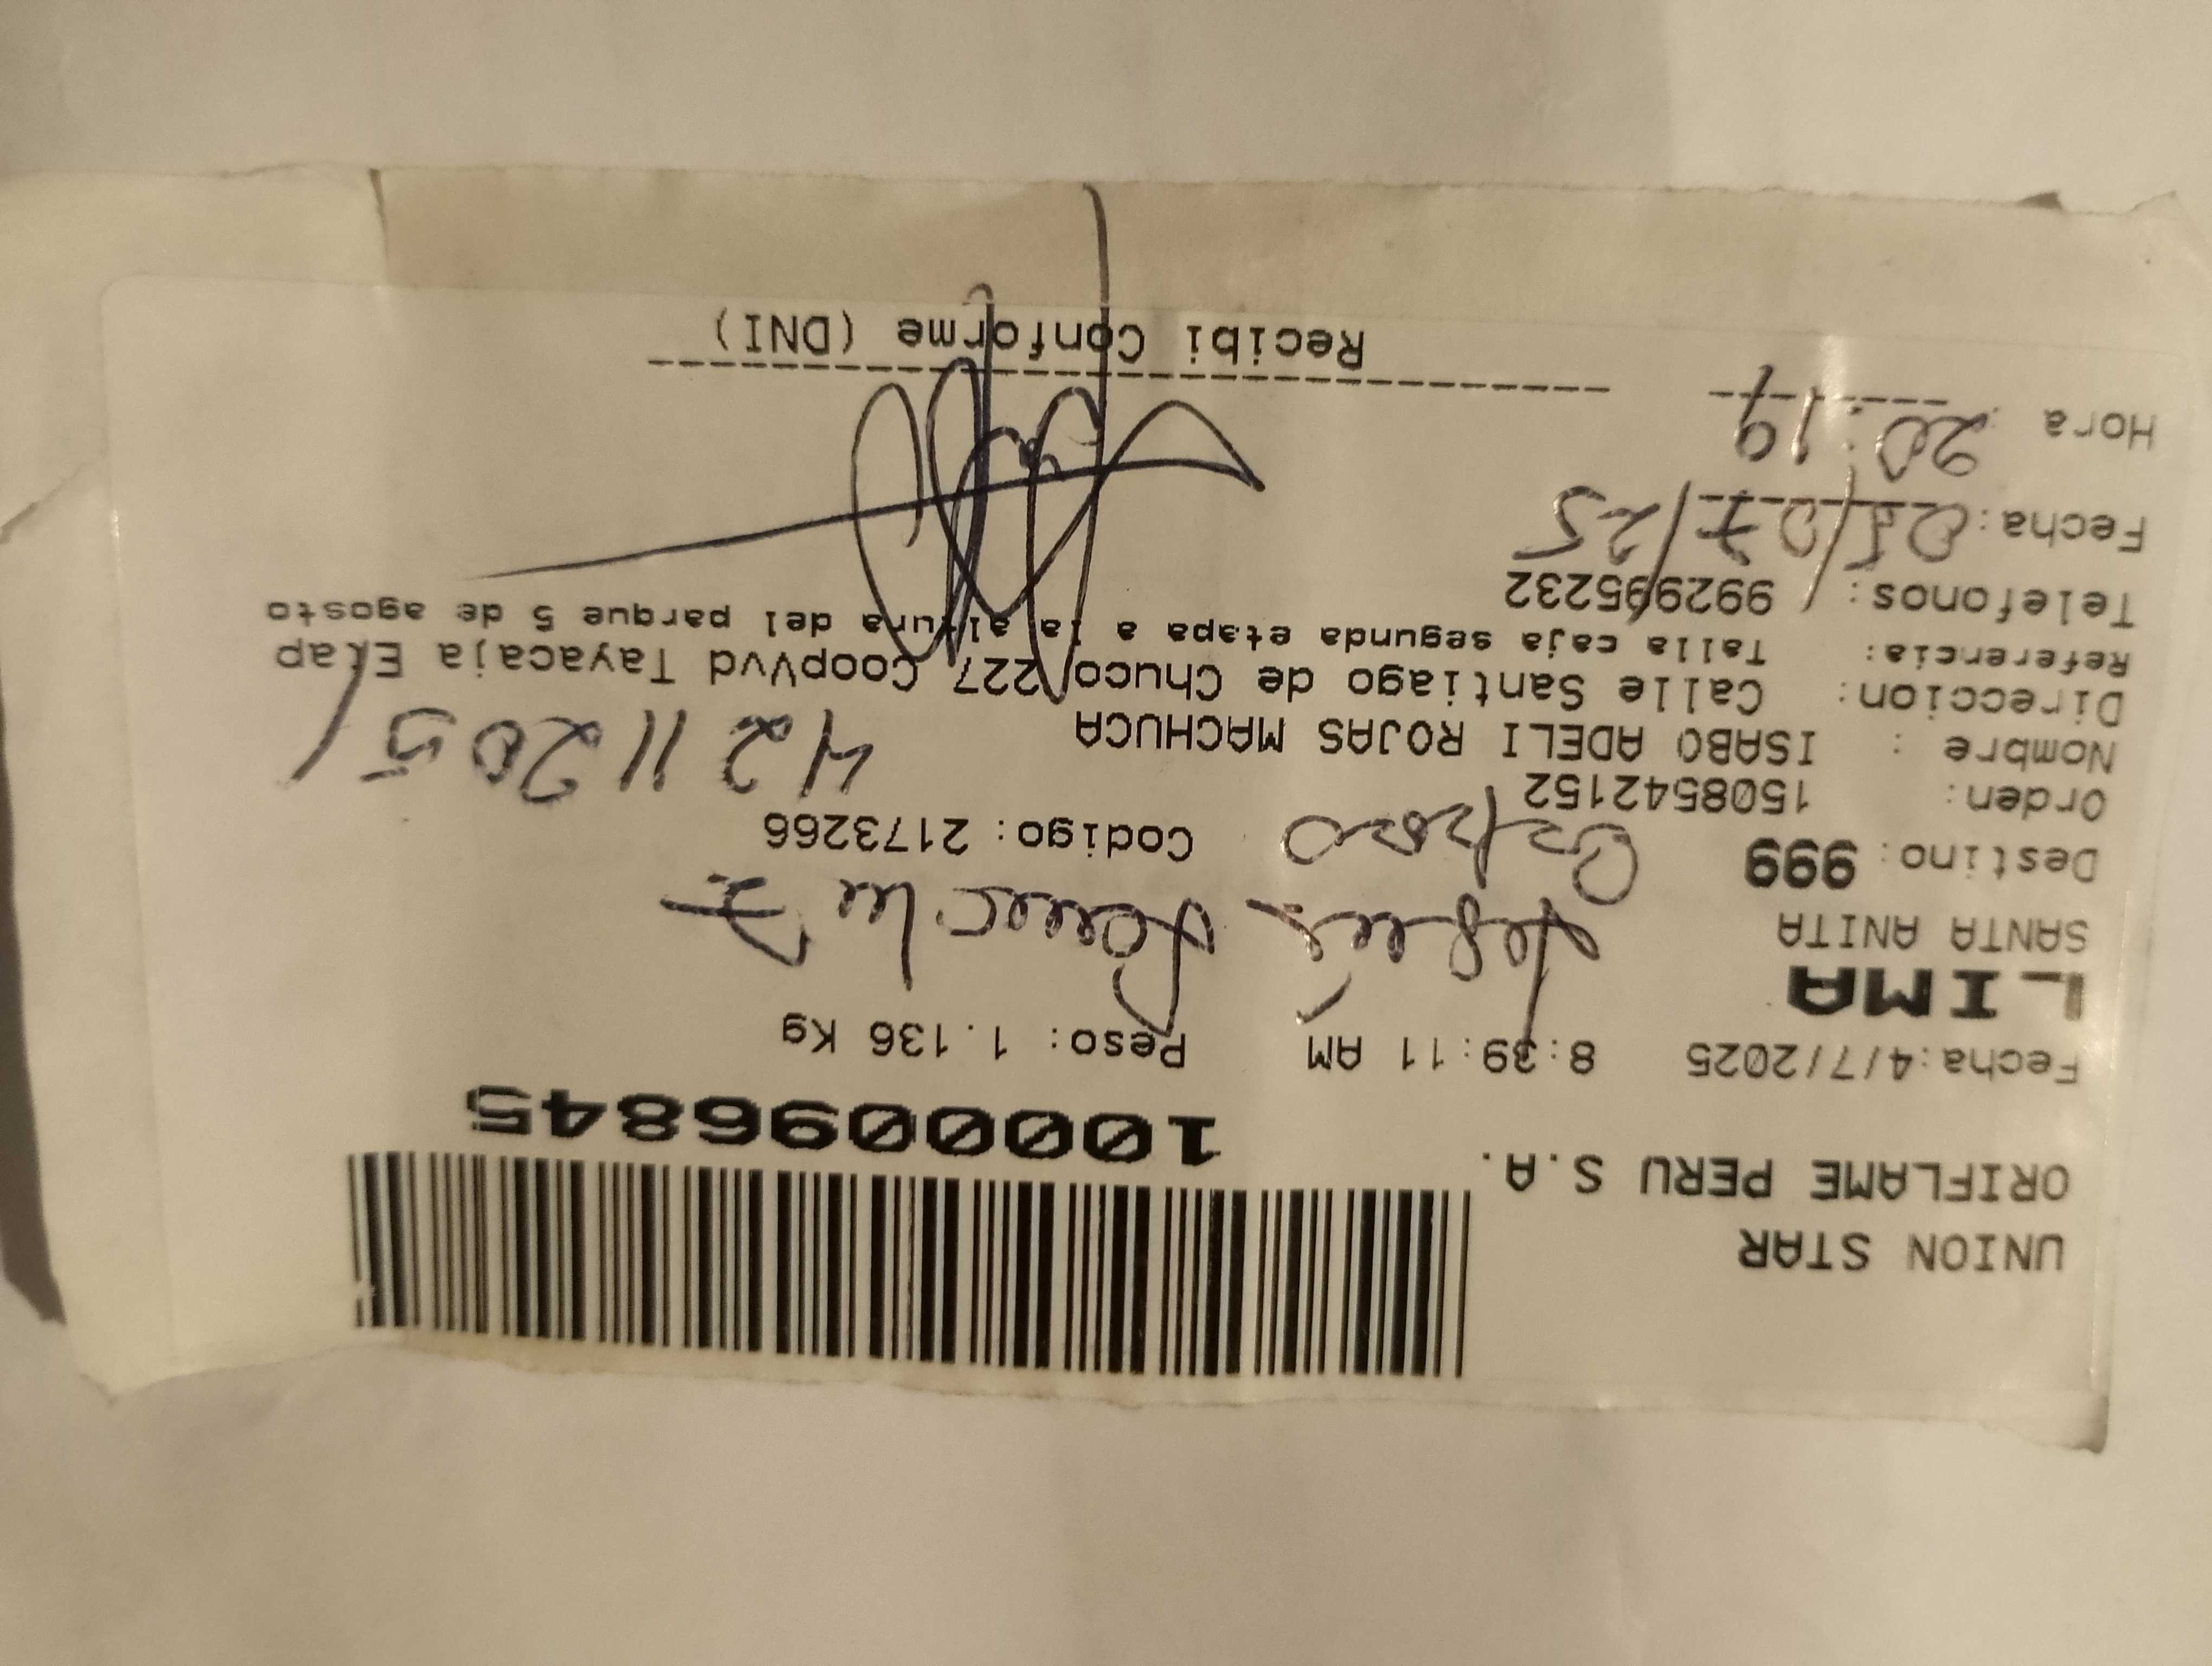 UNION STAR
ORIFLAME PERU S.A.
1000096845
Fecha:4/7/2025 8:39:11 AM Peso: 1.136 Kg
LIMA
SANTA ANITA
Destino: 999 Codigo: 2173266
Orden: 1508542152
42112051
Nombre : ISABO ADELI ROJAS MACHUCA
Direccion: Calle Santiago de Chuco 227 CoopVvd Tayacaja El
Referencia: Talla caja segunda etapa a la altura del parque 5 de agosto
Telefonos: 992995232
Fecha: 05/07/25
Hora : 20:19
Recibi Conforme (DNI)